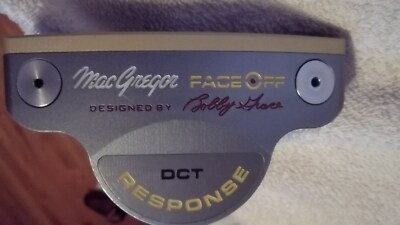 MacGregor FACE OFF
DESIGNED BY Bobby Grace
DCT
RESPONSE